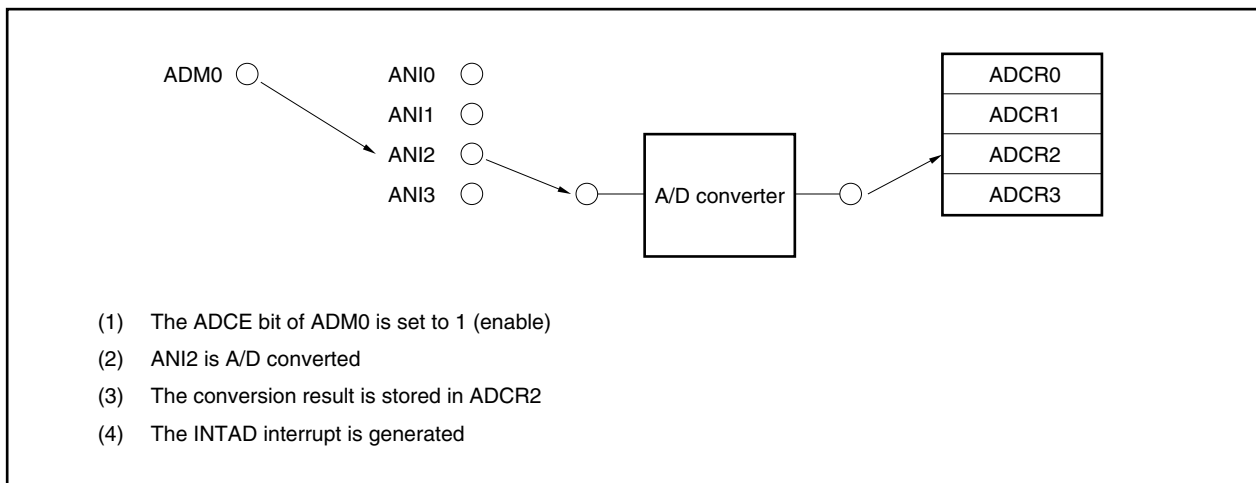 ADM0
ANI0
ANI1
ANI2
ANI3
A/D converter
ADCR0
ADCR1
ADCR2
ADCR3
(1) The ADCE bit of ADM0 is set to 1 (enable)
(2) ANI2 is A/D converted
(3) The conversion result is stored in ADCR2
(4) The INTAD interrupt is generated